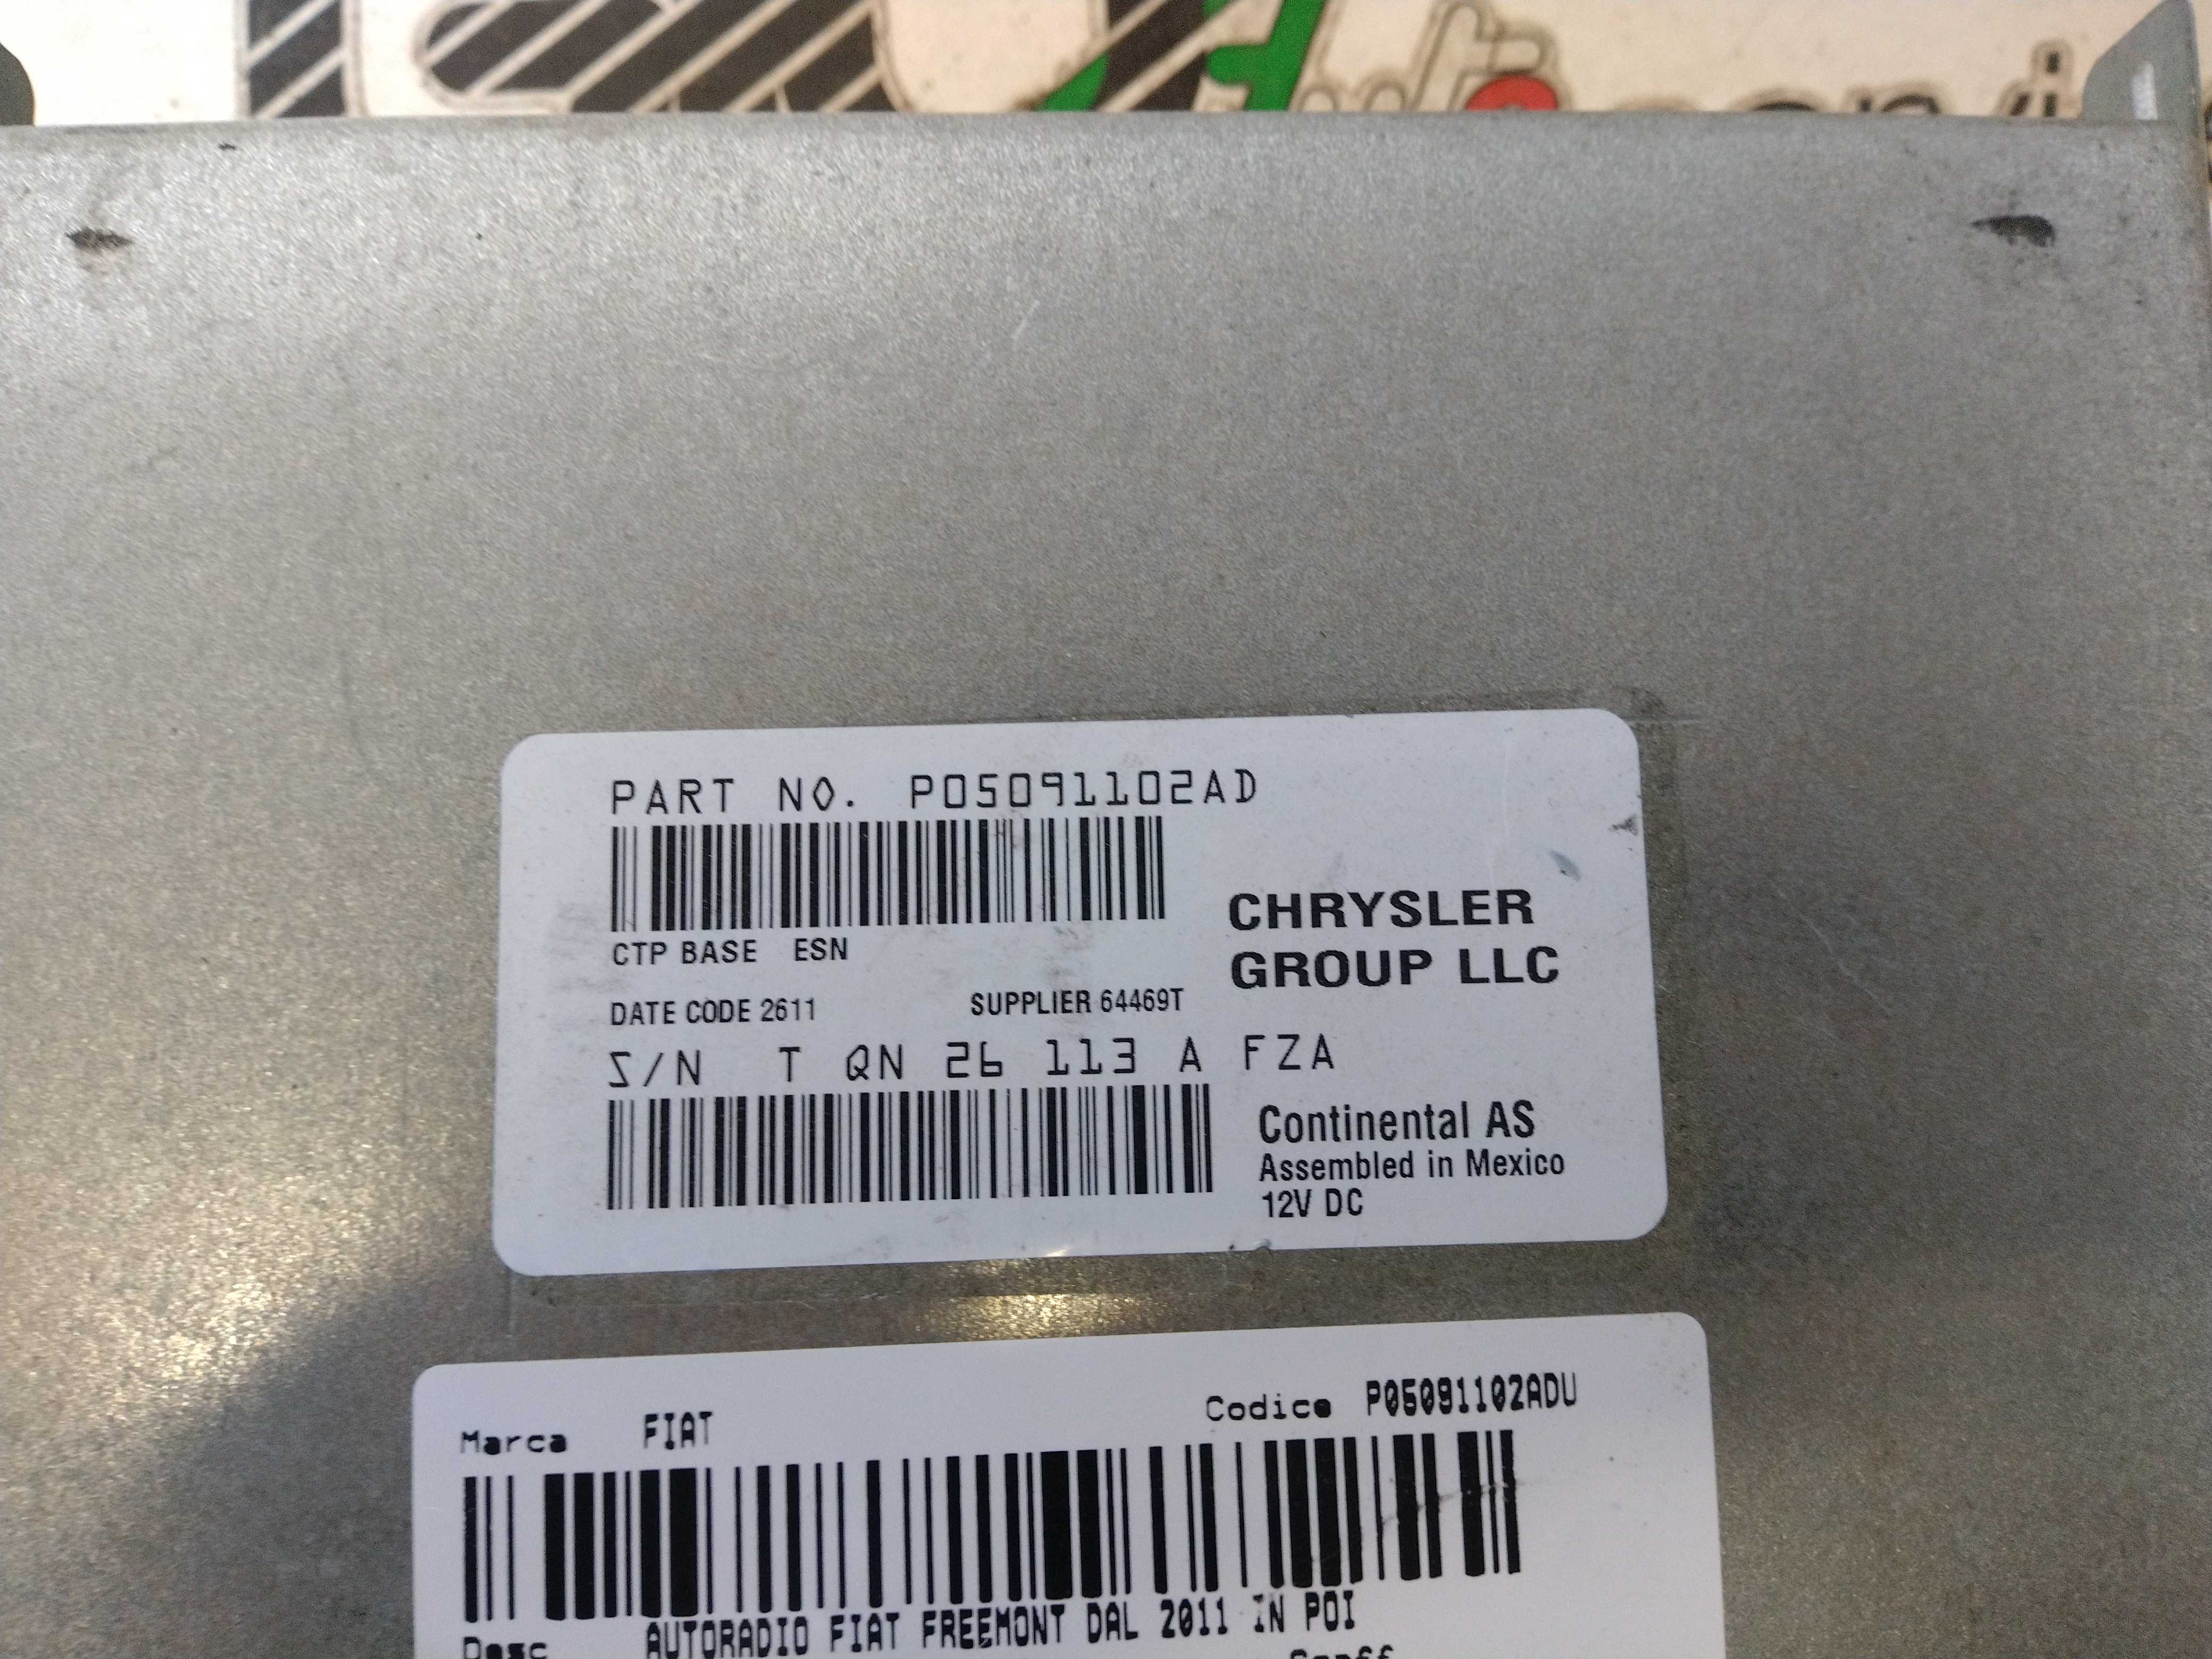 PART NO. P05091102AD
CTP BASE ESN
CHRYSLER
GROUP LLC
DATE CODE 2611 SUPPLIER 64469T
S/N T QN 26 113 A FZA
Continental AS
Assembled in Mexico
12V DC
Marca FIAT Codice P05091102ADU
Desc AUTORADIO FIAT FREEMONT DAL 2011 IN POI